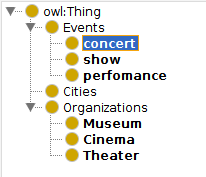 owl:Thing
Events
concert
show
perfomance
Cities
Organizations
Museum
Cinema
Theater